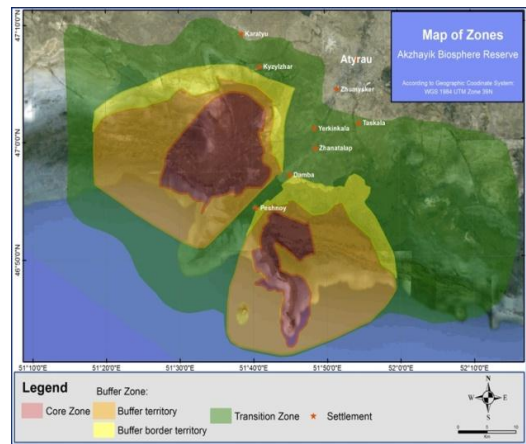 Map of Zones
Akzhayik Biosphere Reserve
According to Geographic Coordinate System
WGS 1984 UTM Zone 39N
47°10'0"N
47°0'0"N
46°50'0"N
Karatyu
Atyrau
Kyzylzhar
Zhumysker
Yerkinkala
Taskala
Zhanatalap
Damba
Peshnoy
51°10'0"E
51°20'0"E
51°30'0"E
51°40'0"E
51°50'0"E
52°0'0"E
52°10'0"E
Legend
Buffer Zone:
Core Zone
Buffer territory
Transition Zone
Settlement
Buffer border territory
N
W
E
S
Km